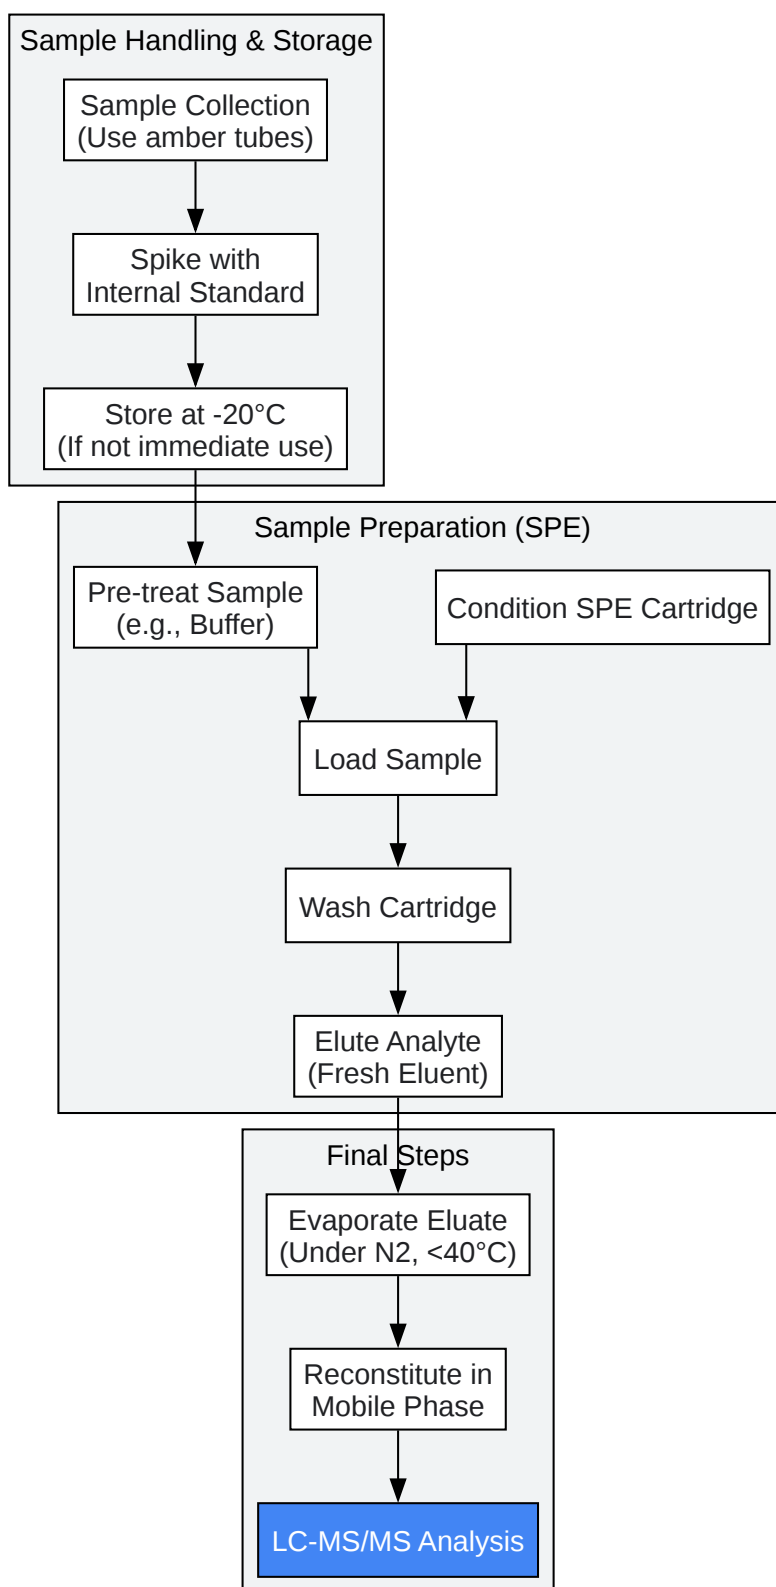 Sample Handling & Storage
Sample Collection
(Use amber tubes)
Spike with
Internal Standard
Store at -20°C
(If not immediate use)
Sample Preparation (SPE)
Pre-treat Sample
(e.g., Buffer)
Condition SPE Cartridge
Load Sample
Wash Cartridge
Elute Analyte
(Fresh Eluent)
Final Steps
Evaporate Eluate
(Under N2, <40°C)
Reconstitute in
Mobile Phase
LC-MS/MS Analysis